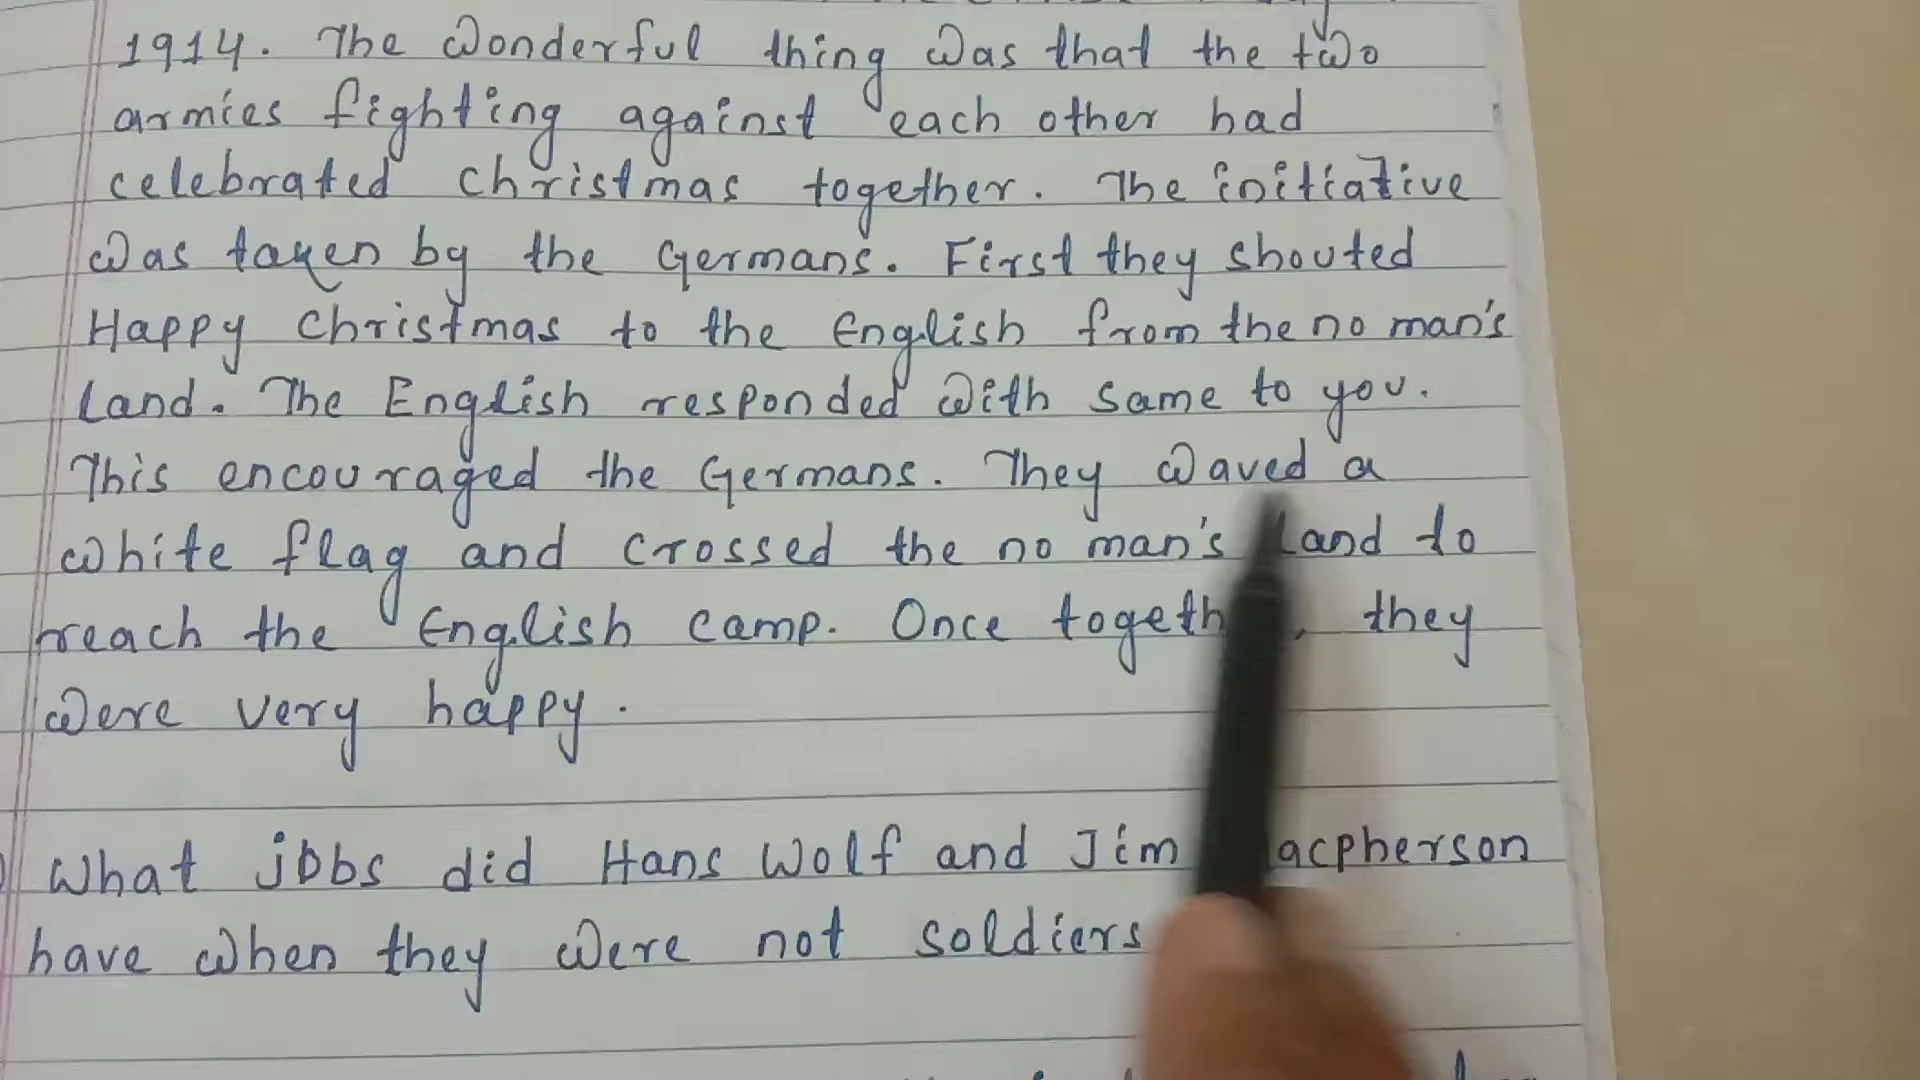 1914. The wonderful thing was that the two
armies fighting against each other had
celebrated christmas together. The initiative
was taken by the Germans. First they shouted
Happy Christmas to the English from the no man's
land. The English responded with same to you.
This encouraged the Germans. They waved a
white flag and crossed the no man's land to
reach the English camp. Once they
were very happy.
What jobs did Hans Wolf and Jim
have when they were not soldiers